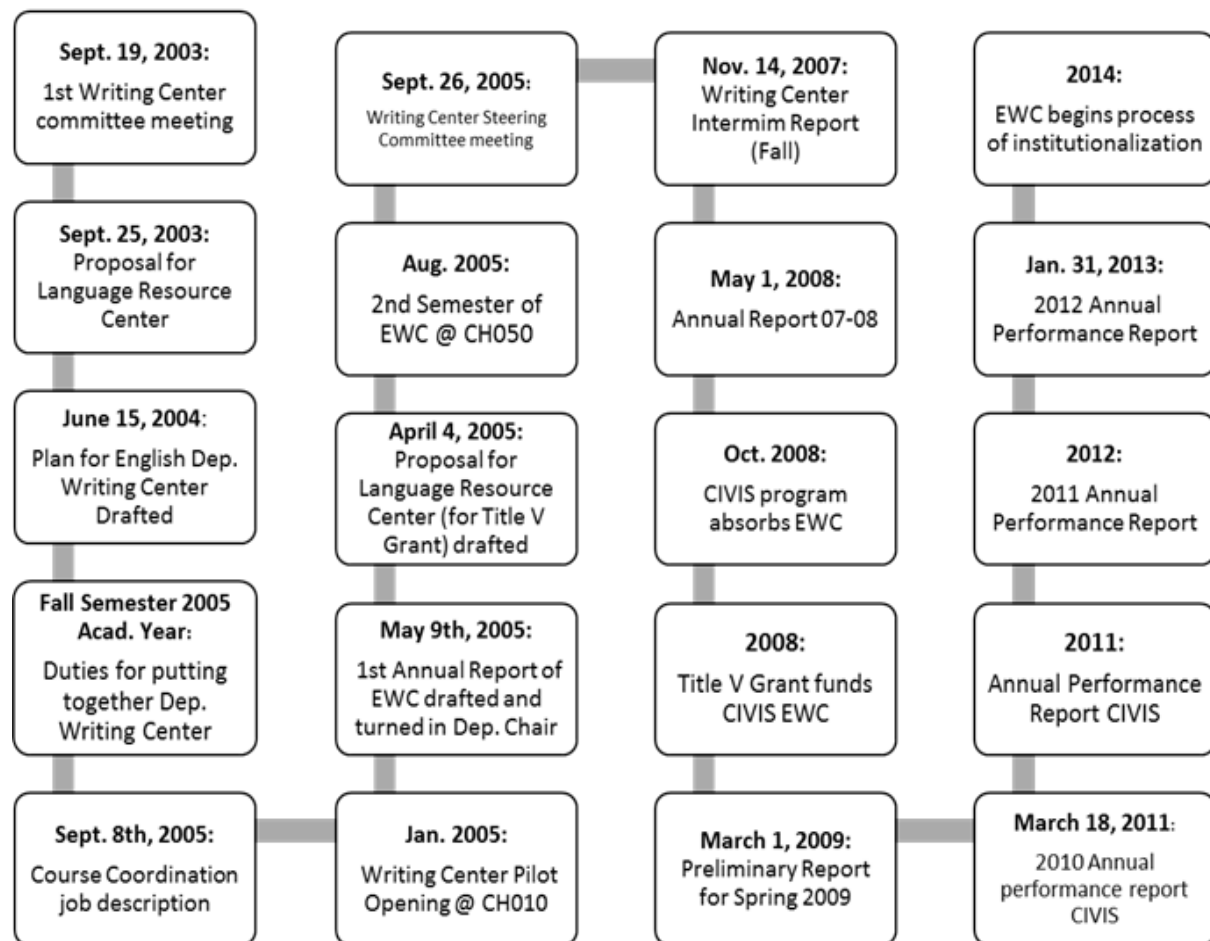 Sept. 19, 2003:
1st Writing Center
committee meeting
Sept. 25, 2003:
Proposal for
Language Resource
Center
June 15, 2004:
Plan for English Dep.
Writing Center
Drafted
Fall Semester 2005
Acad. Year:
Duties for putting
together Dep.
Writing Center
Sept. 8th, 2005:
Course Coordination
job description
Jan. 2005:
Writing Center Pilot
Opening @ CH010
May 9th, 2005:
1st Annual Report of
EWC drafted and
turned in Dep. Chair
April 4, 2005:
Proposal for
Language Resource
Center (for Title V
Grant) drafted
Aug. 2005:
2nd Semester of
EWC @ CH050
Sept. 26, 2005:
Writing Center Steering
Committee meeting
Nov. 14, 2007:
Writing Center
Intermim Report
(Fall)
May 1, 2008:
Annual Report 07-08
Oct. 2008:
CIVIS program
absorbs EWC
2008:
Title V Grant funds
CIVIS EWC
March 1, 2009:
Preliminary Report
for Spring 2009
March 18, 2011:
2010 Annual
performance report
CIVIS
2011:
Annual Performance
Report CIVIS
2012:
2011 Annual
Performance Report
Jan. 31, 2013:
2012 Annual
Performance Report
2014:
EWC begins process
of institutionalization